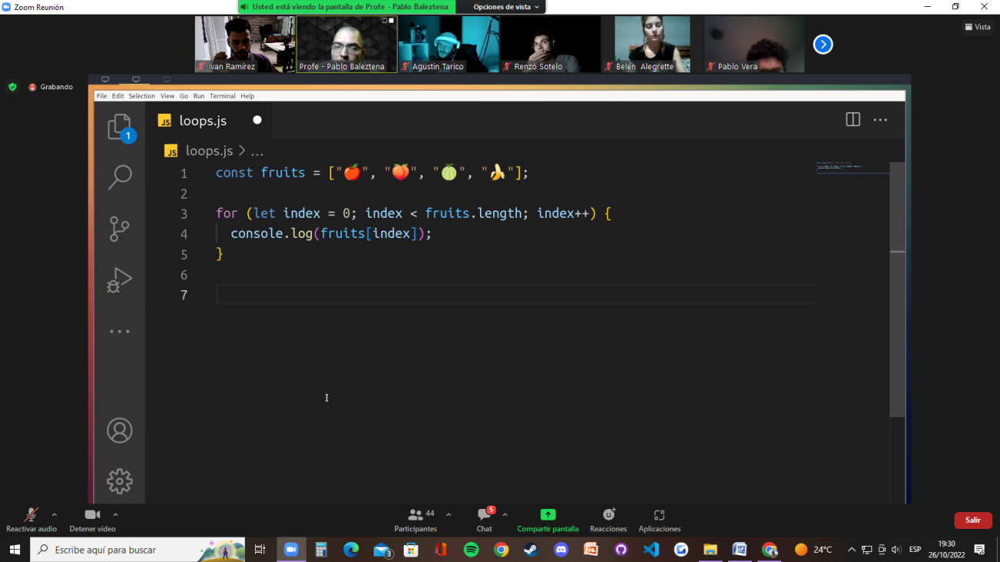 Zoom Reunión
Usted está viendo la pantalla de Profe - Pablo Baleztena
Opciones de vista
Vista
Ivan Ramírez
Profe - Pablo Baleztena
Agustin Tarico
Renzo Sotelo
Belén Alegrette
Pablo Vera
Grabando
File Edit Selection View Go Run Terminal Help
JS loops.js
1
JS loops.js > ...
1 const fruits = ["🍎", "🍑", "🍈", "🍌"];
2
3 for (let index = 0; index < fruits.length; index++) {
4 console.log(fruits[index]);
5 }
6
7
Reactivar audio
Detener vídeo
44
Participantes
5
Chat
Compartir pantalla
Reacciones
Aplicaciones
Salir
Escribe aquí para buscar
3
24°C
ESP
19:30
26/10/2022